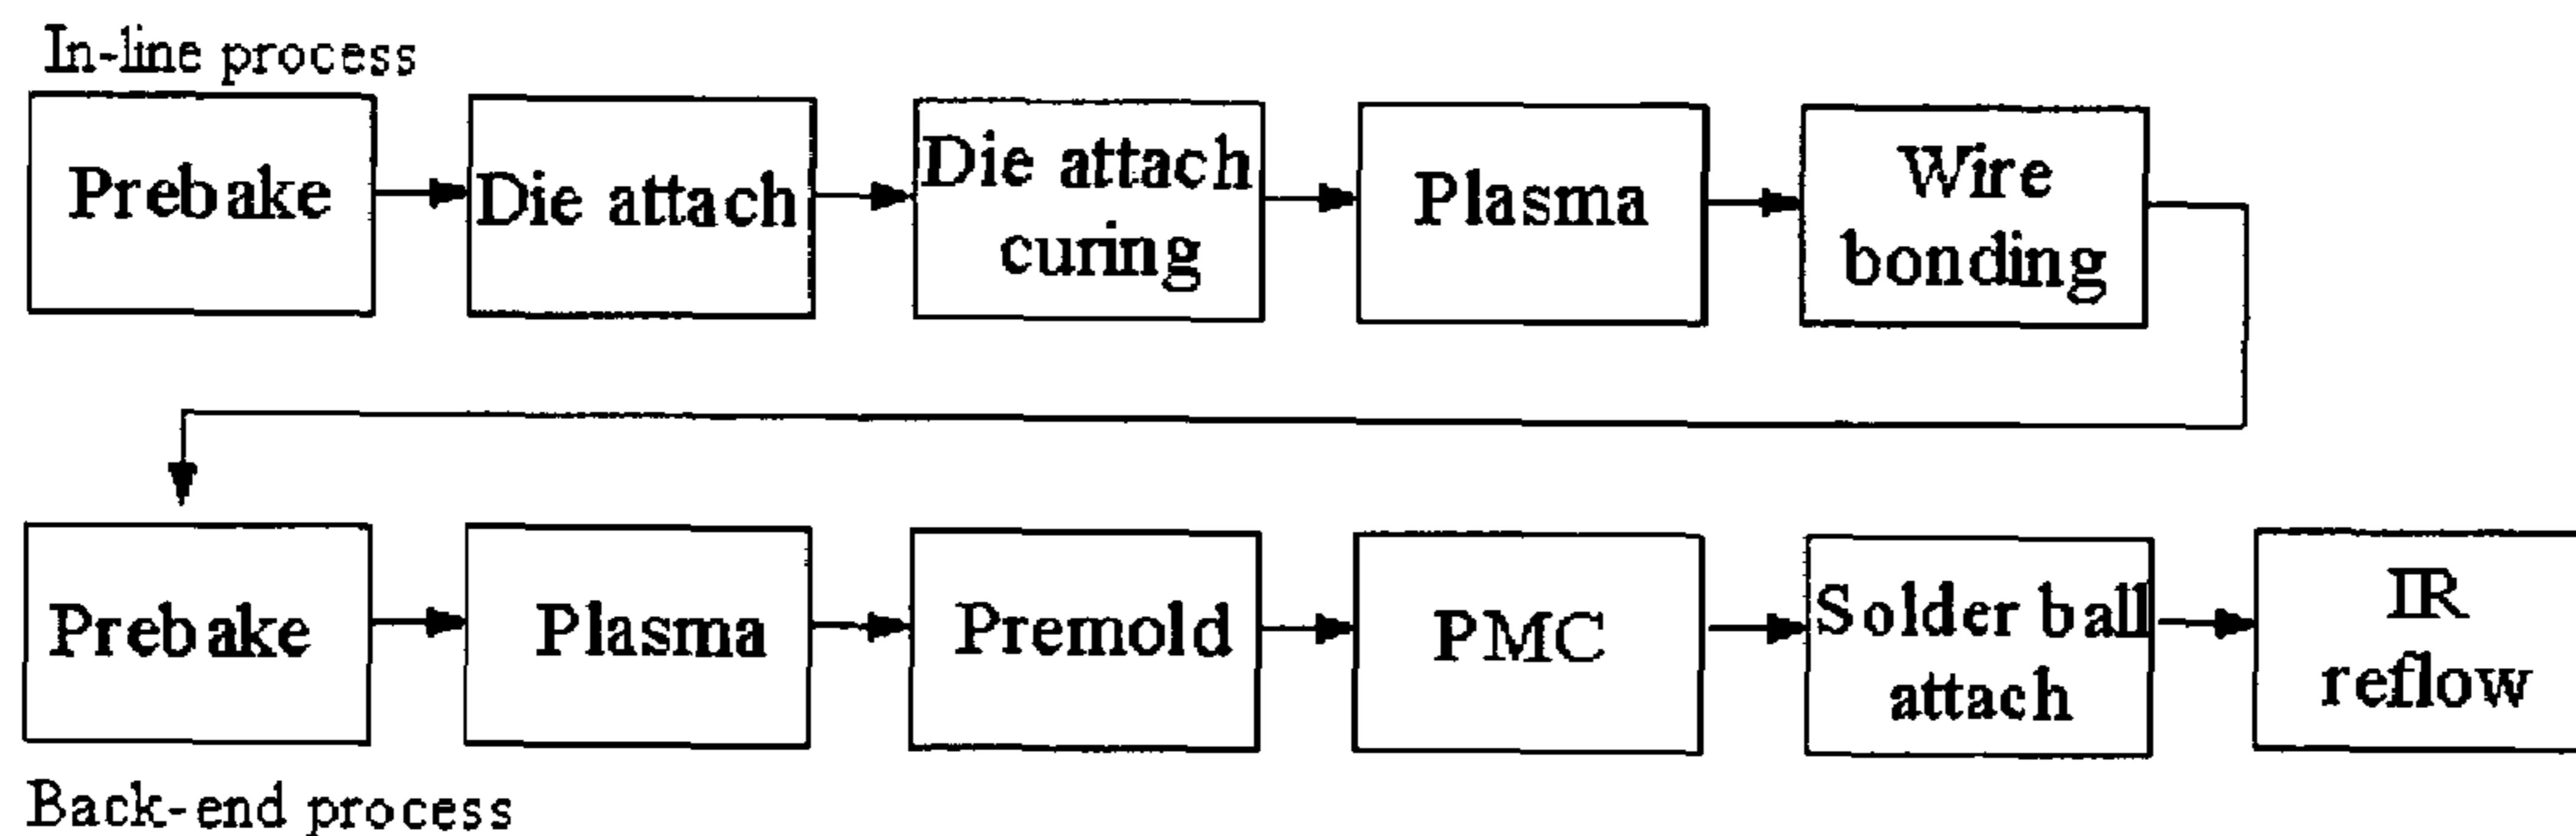 In-line process
Prebake
Die attach
Die attach
curing
Plasma
Wire
bonding
Prebake
Plasma
Premold
PMC
Solder ball
attach
IR
reflow
Back-end process